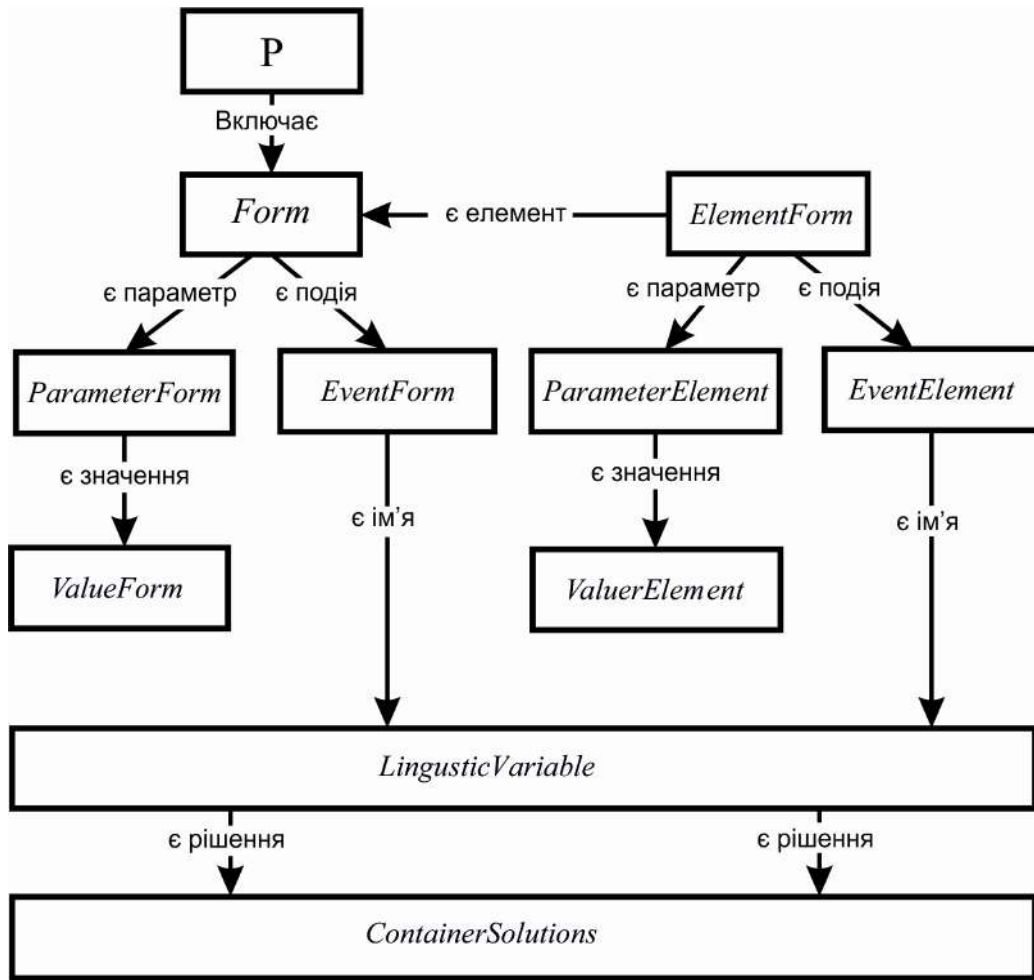 P
Включає
Form
є елемент
ElementForm
є параметр
є подія
є параметр
є подія
ParameterForm
EventForm
ParameterElement
EventElement
є значення
є значення
є ім’я
є ім’я
ValueForm
ValuerElement
LingusticVariable
є рішення
є рішення
ContainerSolutions